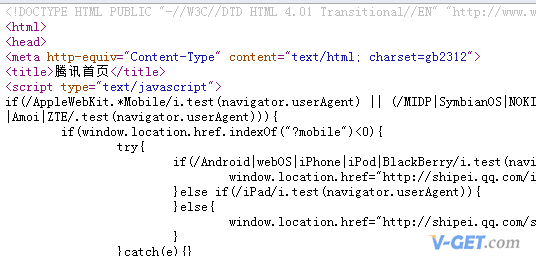 <!DOCTYPE HTML PUBLIC "-//W3C//DTD HTML 4.01 Transitional//EN" "http://www.w
<html>
<head>
<meta http-equiv="Content-Type" content="text/html; charset=gb2312">
<title>腾讯首页</title>
<script type="text/javascript">
if(/AppleWebKit.*Mobile/i.test(navigator.userAgent) || (/MIDP|SymbianOS|NOKI
|Amoi|ZTE/.test(navigator.userAgent))){
if(window.location.href.indexOf("?mobile")<0){
try{
if(/Android|webOS|iPhone|iPod|BlackBerry/i.test(navi
window.location.href="http://shipei.qq.com/i
}else if(/iPad/i.test(navigator.userAgent)){
}else{
window.location.href="http://shipei.qq.com/s
}
}catch(e){}
V-GET.com